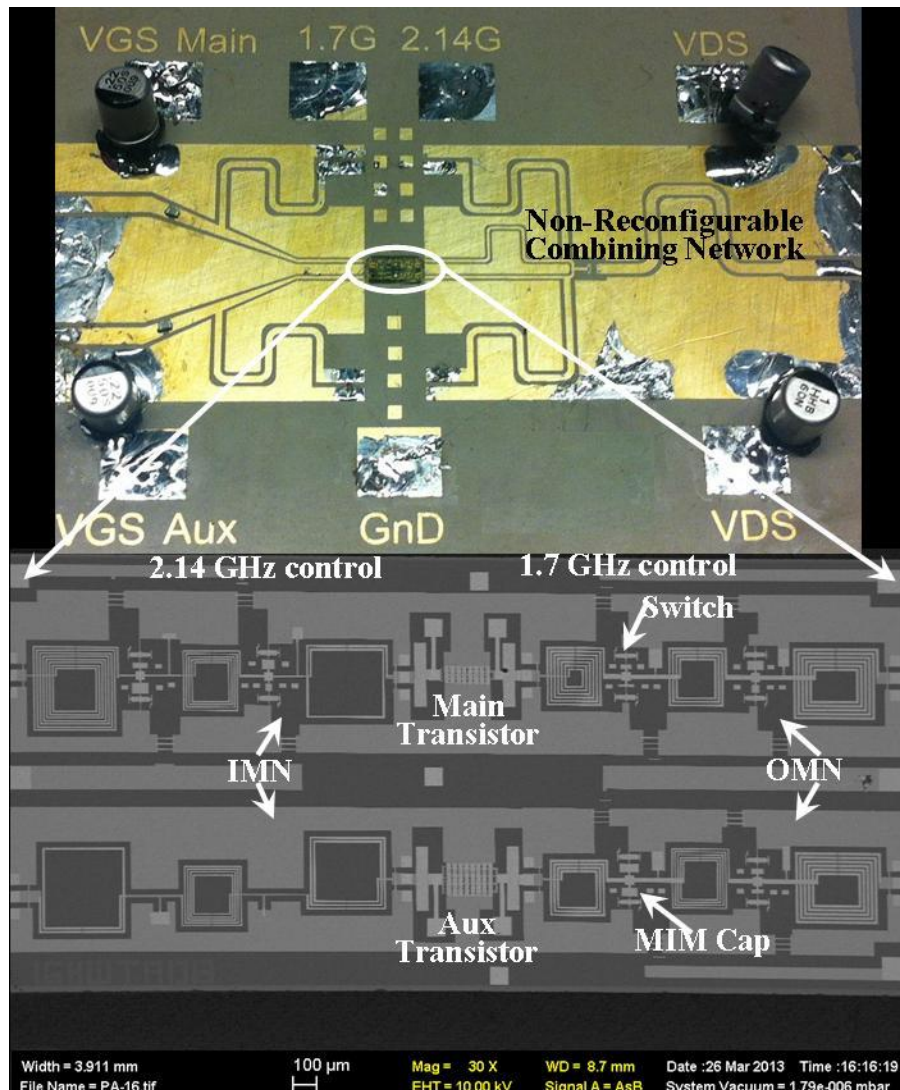 VGS Main 1.7G 2.14G VDS
Non-Reconfigurable
Combining Network
VGS Aux GnD VDS
2.14 GHz control 1.7 GHz control
Switch
Main
Transistor
IMN OMN
Aux
Transistor
MIM Cap
Width = 3.911 mm 100 µm Mag = 30 X WD = 8.7 mm Date :26 Mar 2013 Time :16:16:19
File Name = PA-16.tif EHT = 10.00 kV Signal A = AsB System Vacuum = 1.79e-006 mbar